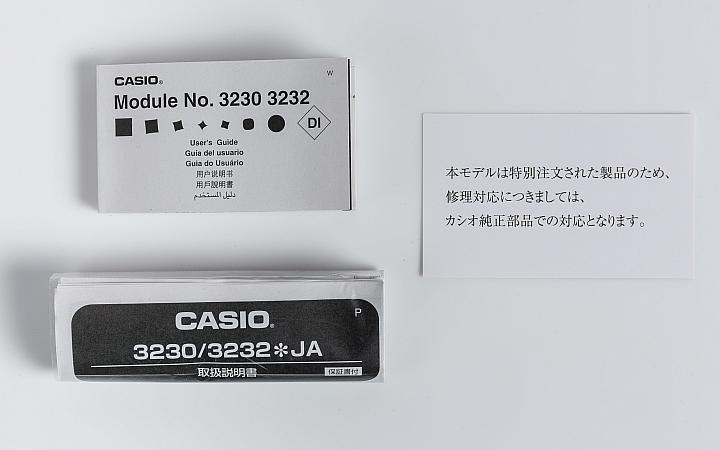 CASIO®
W
Module No. 3230 3232
DI
User's Guide
Guía del usuario
Guia do Usuário
用户说明书
用戶說明書
دليل المستخدم
本モデルは特別注文された製品のため、
修理対応につきましては、
カシオ純正部品での対応となります。
CASIO®
P
3230/3232✻JA
取扱説明書
保証書付